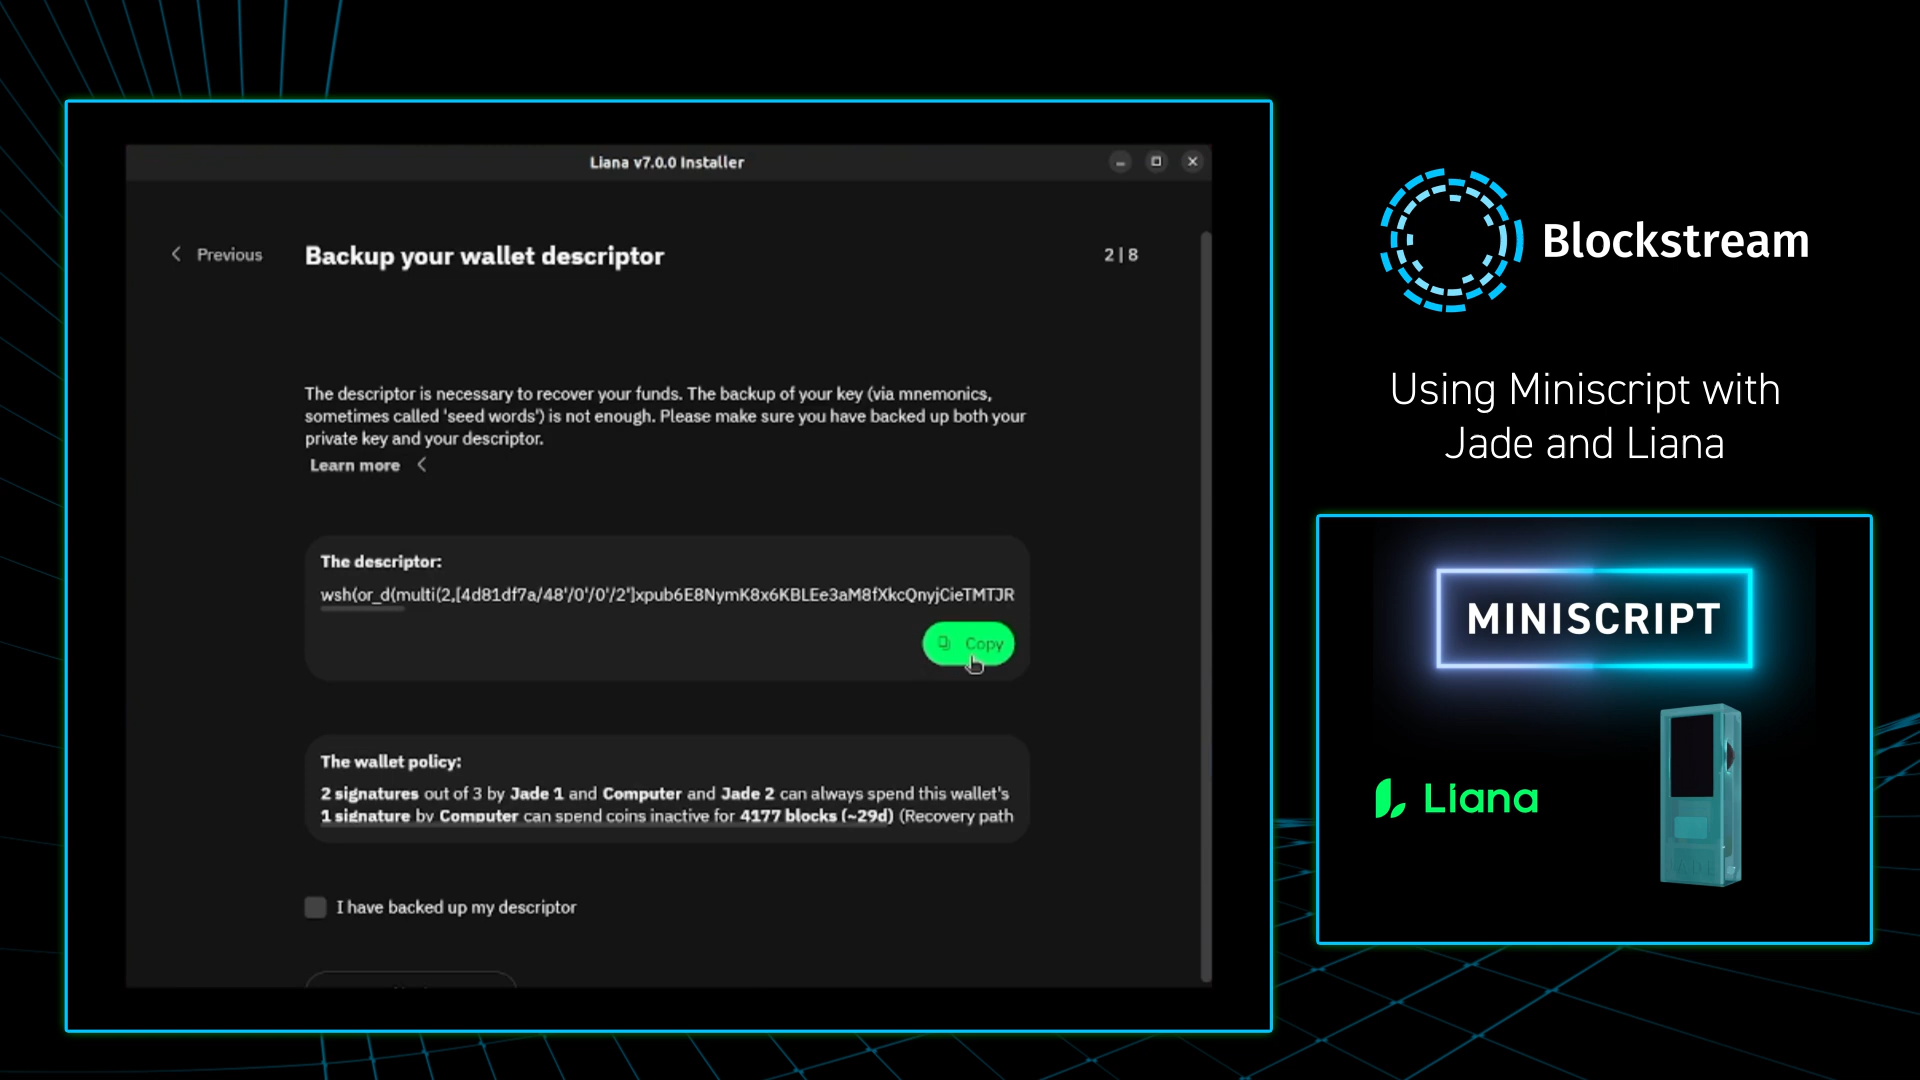 Liana v7.0.0 Installer
Previous
Backup your wallet descriptor
2 | 8
The descriptor is necessary to recover your funds. The backup of your key (via mnemonics,
sometimes called 'seed words') is not enough. Please make sure you have backed up both your
private key and your descriptor.
Learn more
The descriptor:
wsh(or_d(multi(2,[4d81df7a/48'/0'/0'/2']xpub6E8NymK8x6KBLEe3aM8fXkcQnyjCieTMTJR
Copy
The wallet policy:
2 signatures out of 3 by Jade 1 and Computer and Jade 2 can always spend this wallet's
1 signature by Computer can spend coins inactive for 4177 blocks (~29d) (Recovery path
I have backed up my descriptor
Blockstream
Using Miniscript with
Jade and Liana
MINISCRIPT
Liana
JADE